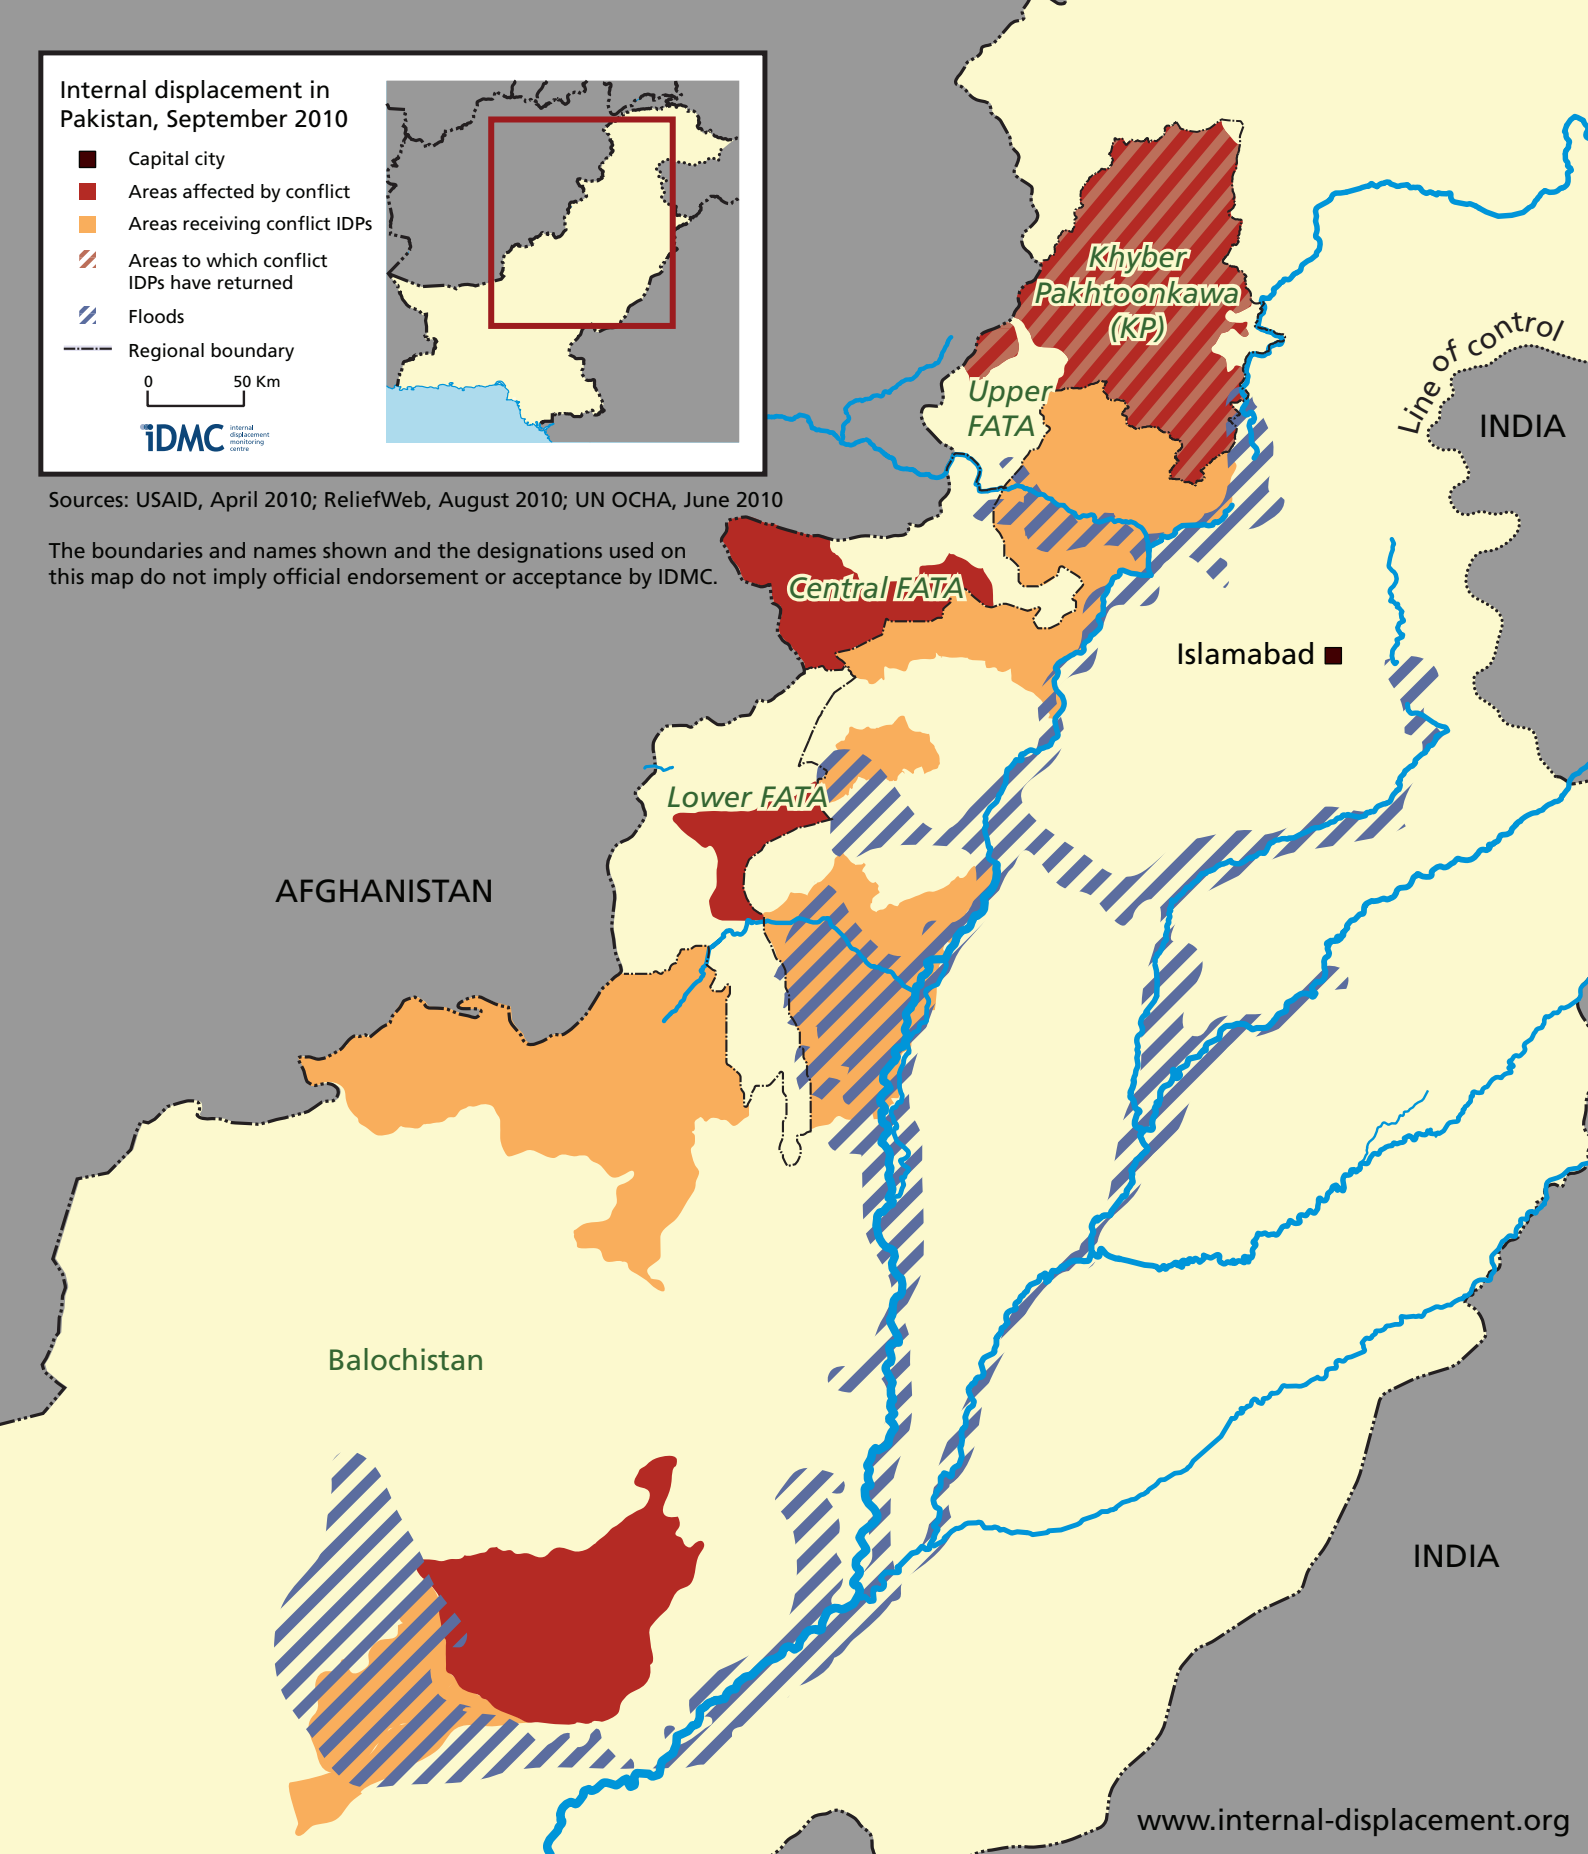 Internal displacement in
Pakistan, September 2010
Capital city
Areas affected by conflict
Areas receiving conflict IDPs
Areas to which conflict
IDPs have returned
Floods
Regional boundary
0 50 Km
iDMC
internal
displacement
monitoring
centre
Sources: USAID, April 2010; ReliefWeb, August 2010; UN OCHA, June 2010
The boundaries and names shown and the designations used on
this map do not imply official endorsement or acceptance by IDMC.
Khyber
Pakhtoonkawa
(KP)
Line of control
Upper
FATA
INDIA
Central FATA
Islamabad
Lower FATA
AFGHANISTAN
Balochistan
INDIA
www.internal-displacement.org